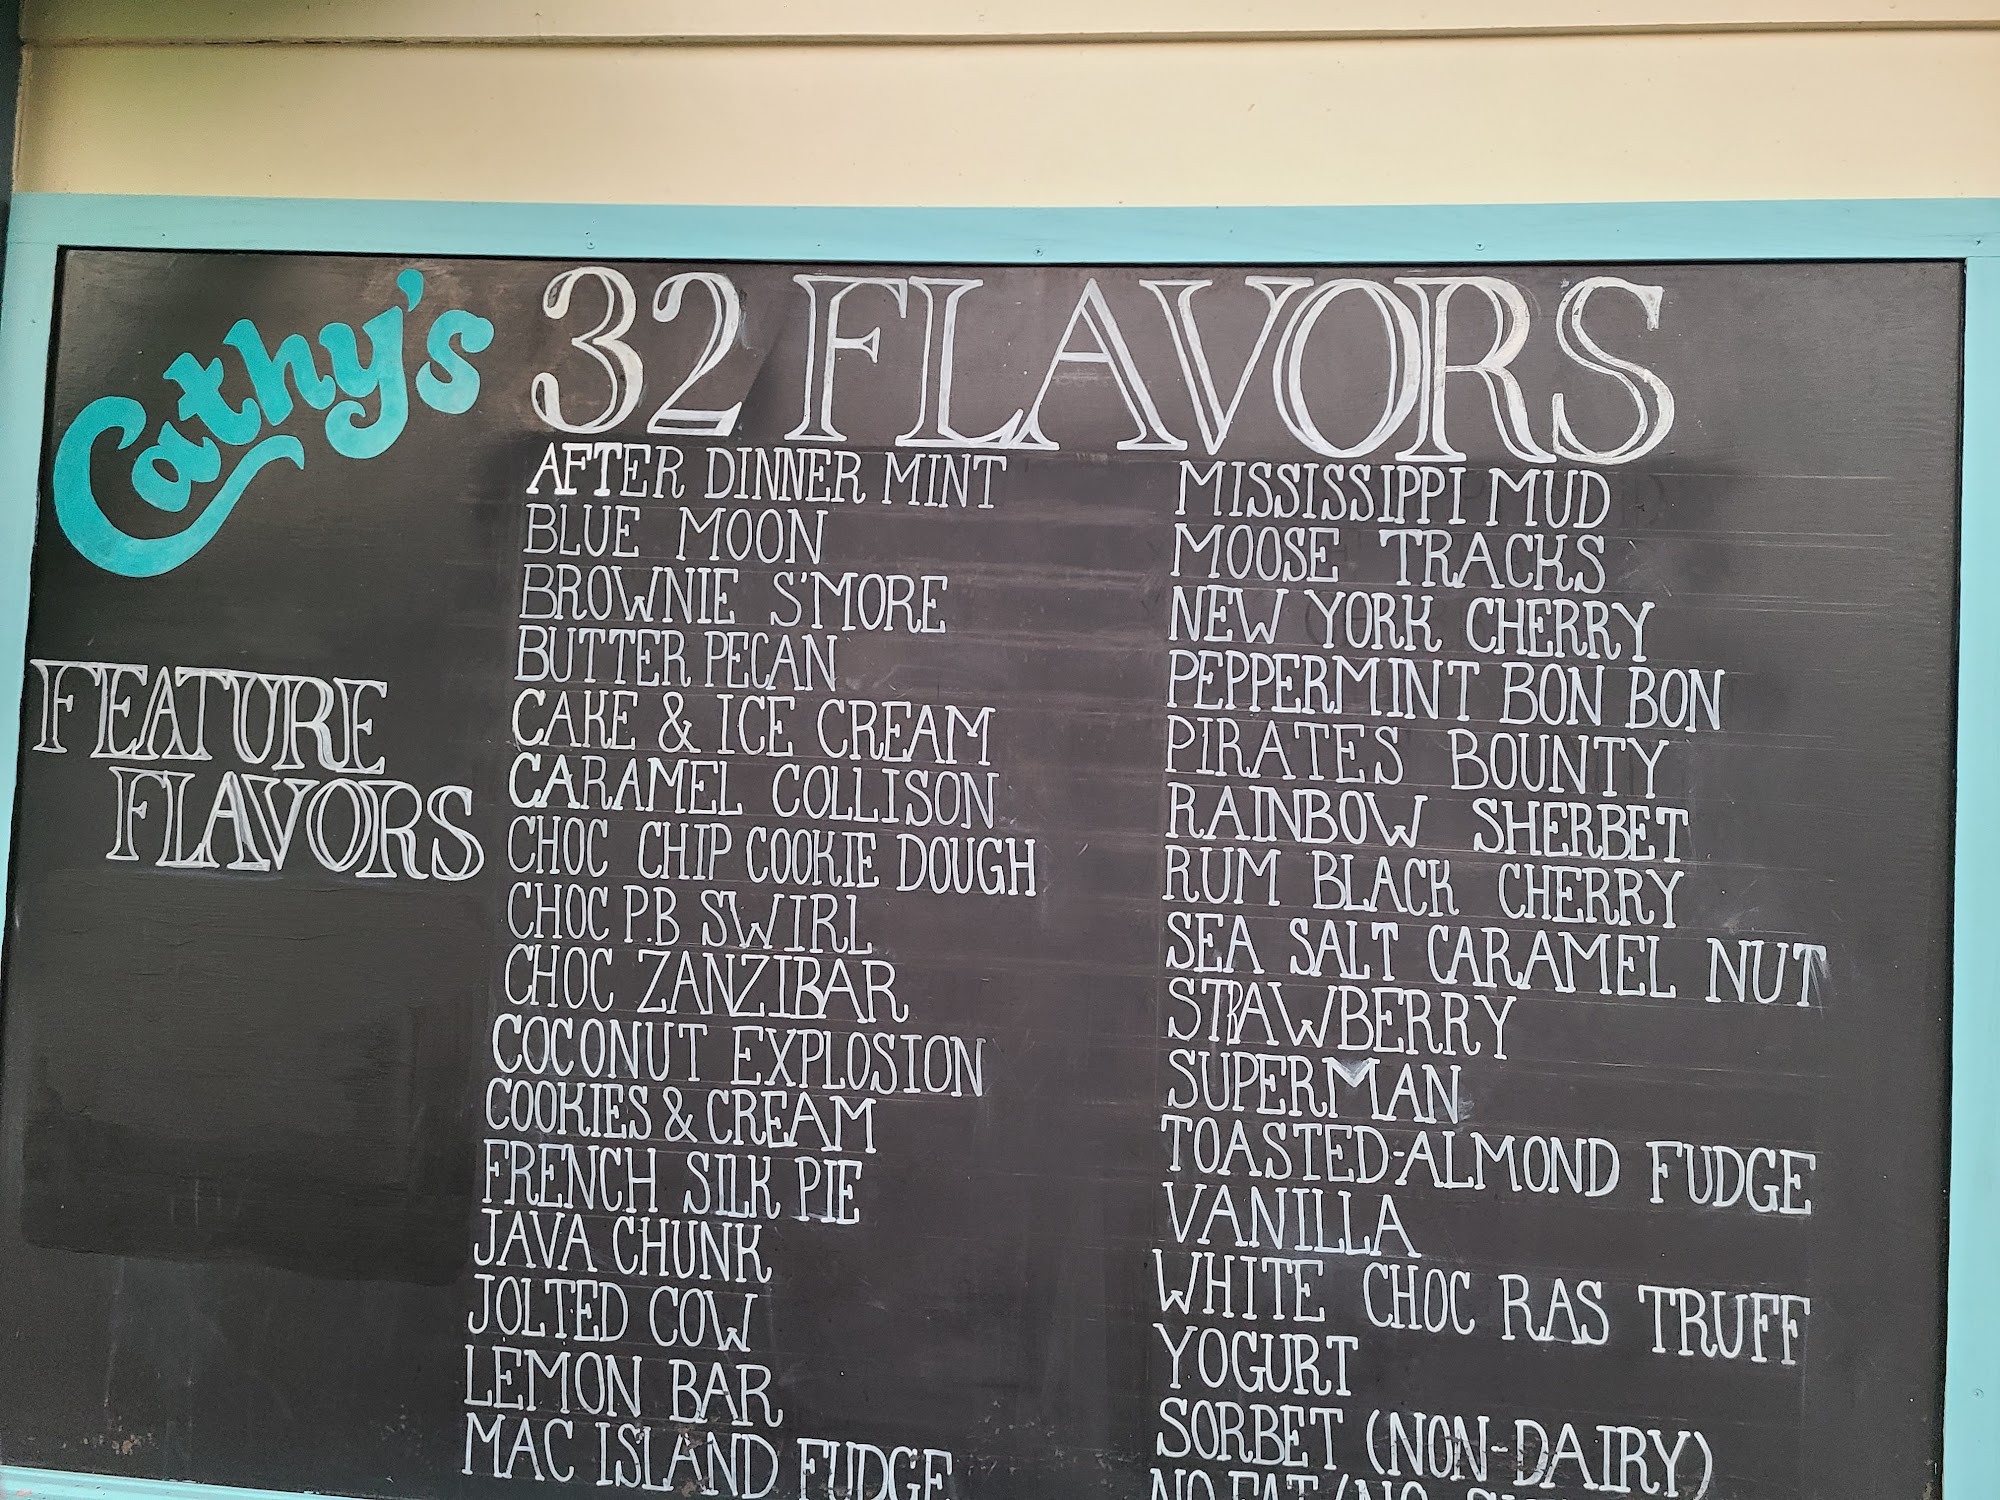 Cathy's
32 FLAVORS
FEATURE
FLAVORS
AFTER DINNER MINT
BLUE MOON
BROWNIE S'MORE
BUTTER PECAN
CAKE & ICE CREAM
CARAMEL COLLISON
CHOC CHIP COOKIE DOUGH
CHOC P.B SWIRL
CHOC ZANZIBAR
COCONUT EXPLOSION
COOKIES & CREAM
FRENCH SILK PIE
JAVA CHUNK
JOLTED COW
LEMON BAR
MAC ISLAND FUDGE
MISSISSIPPI MUD
MOOSE TRACKS
NEW YORK CHERRY
PEPPERMINT BON BON
PIRATES BOUNTY
RAINBOW SHERBET
RUM BLACK CHERRY
SEA SALT CARAMEL NUT
STRAWBERRY
SUPERMAN
TOASTED-ALMOND FUDGE
VANILLA
WHITE CHOC RAS TRUFF
YOGURT
SORBET (NON-DAIRY)
NO FAT (NO